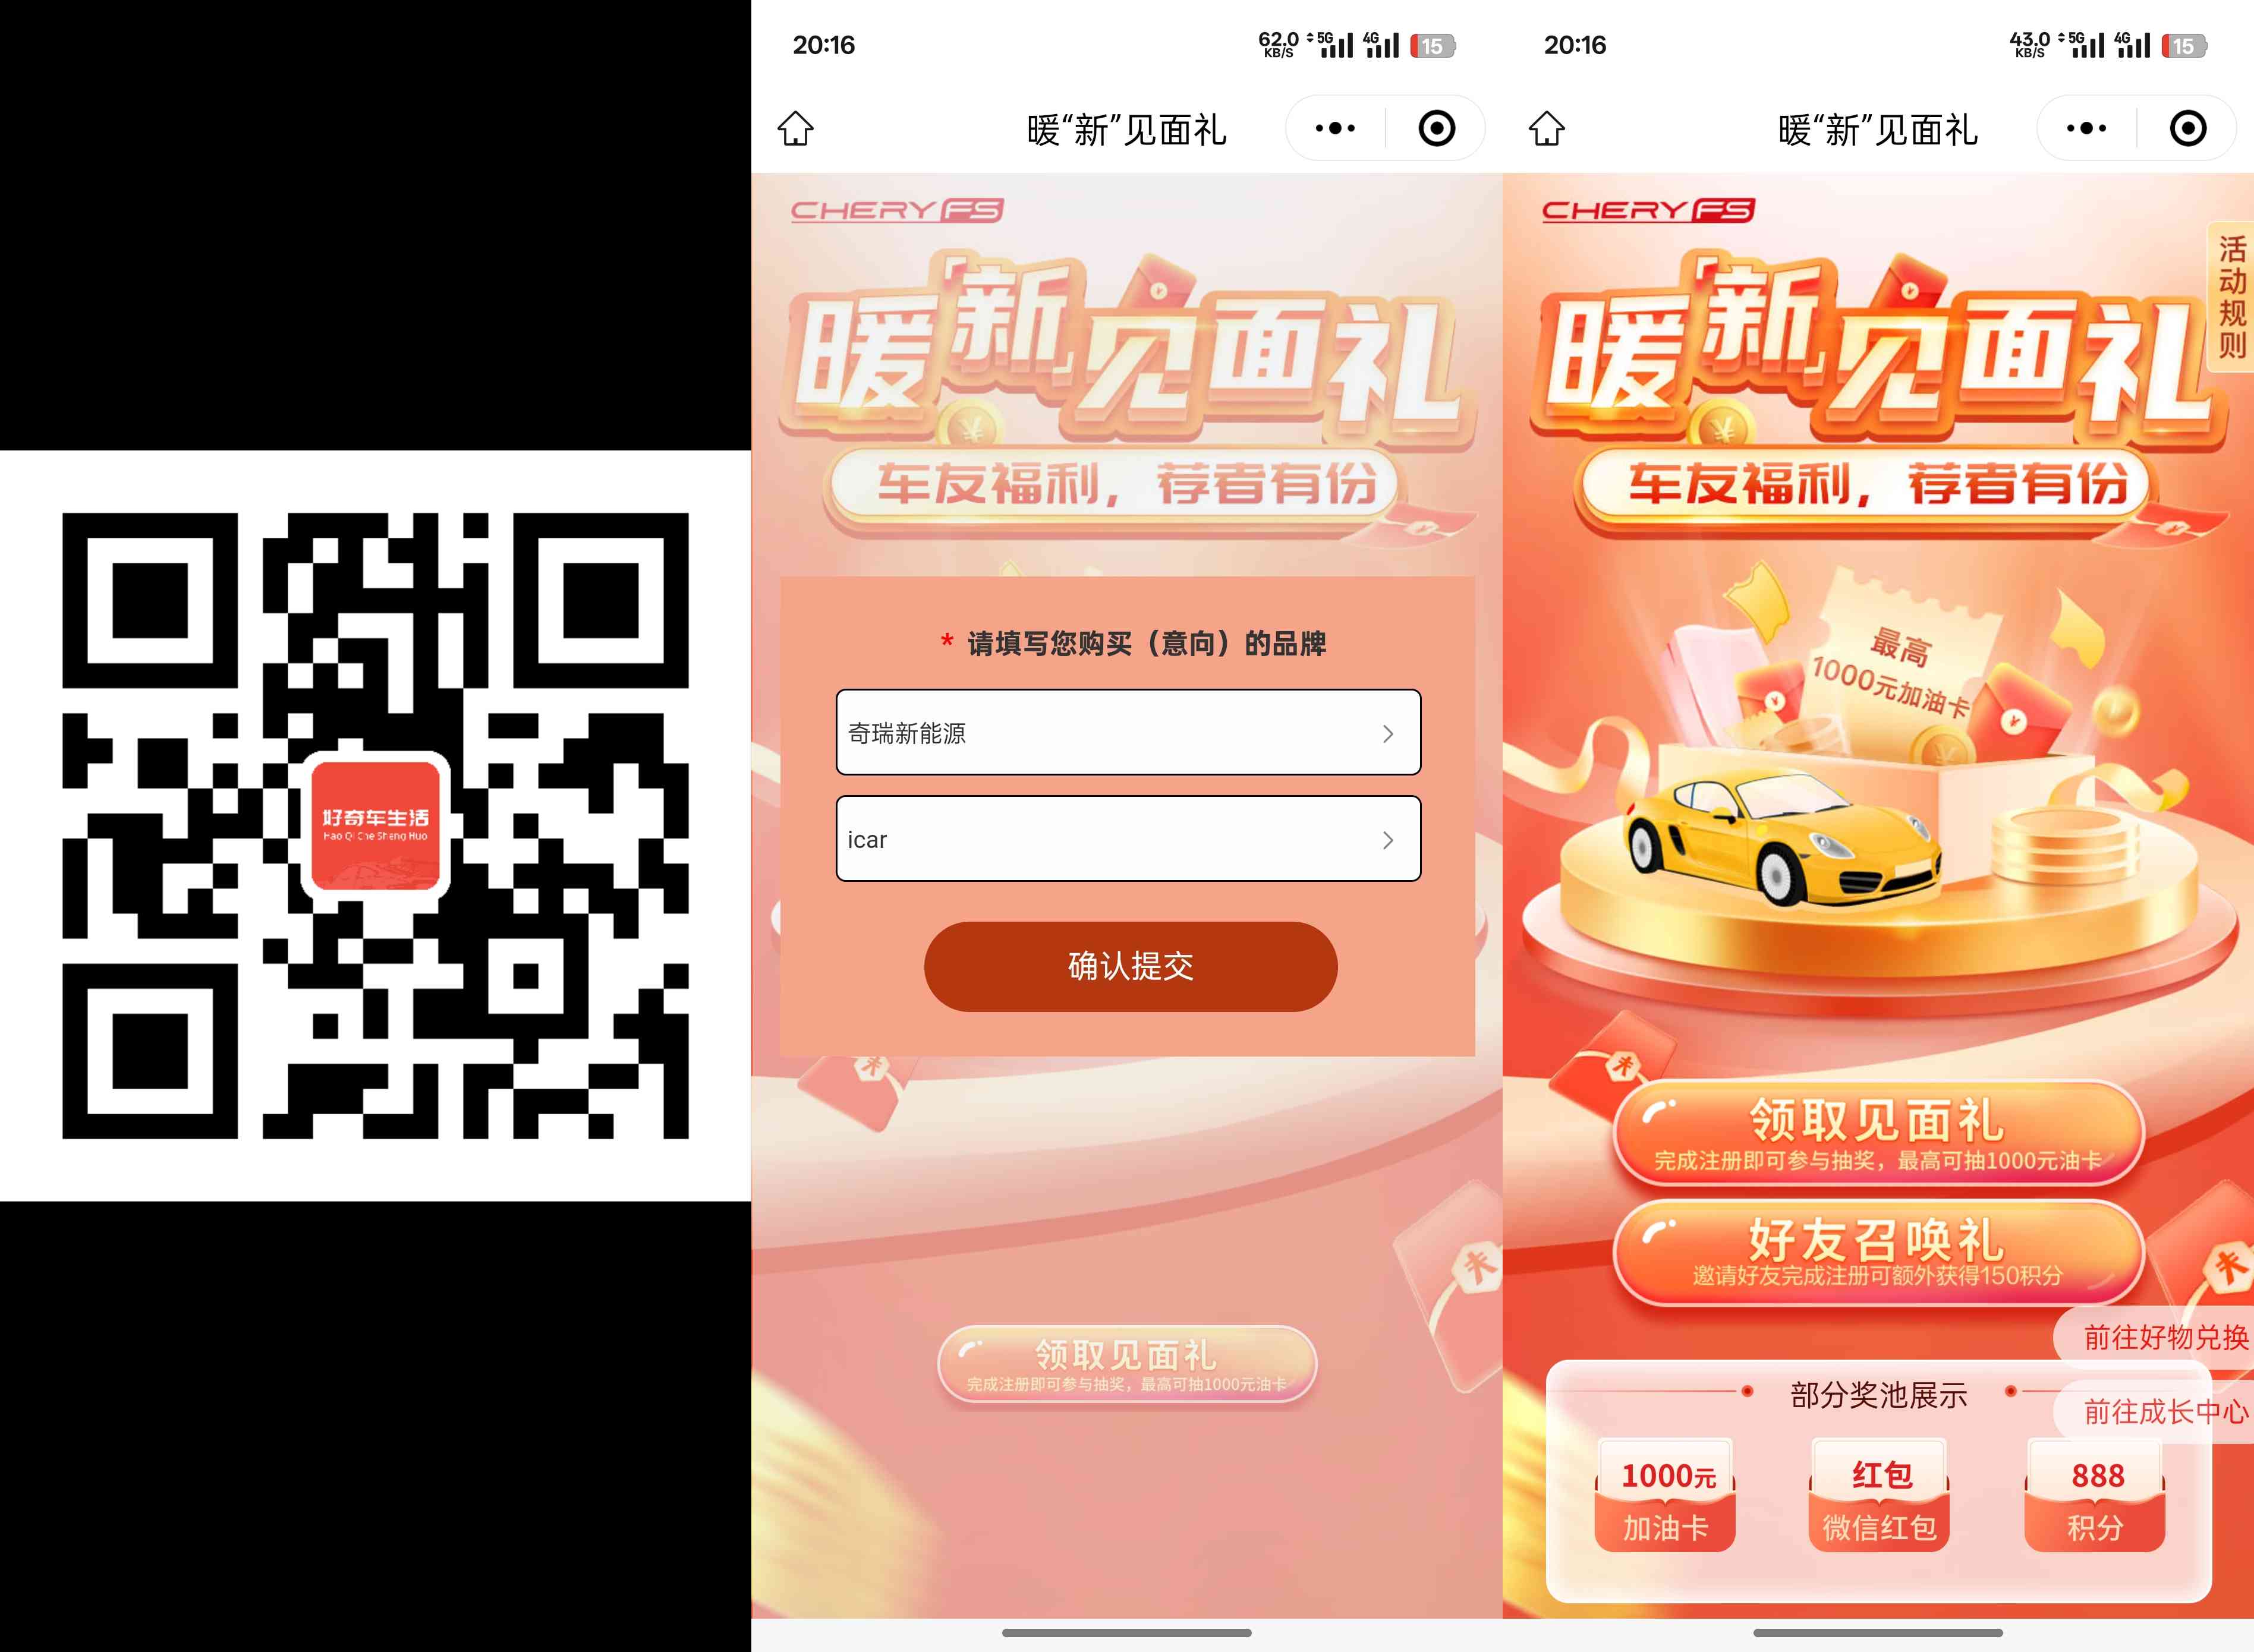 好奇车生活
Hao Qi Che Sheng Huo
20:16
62.0
KB/S
5G
4G
15
暖“新”见面礼
CHERY FS
暖「新」见面礼
车友福利，荐者有份
* 请填写您购买（意向）的品牌
奇瑞新能源
icar
确认提交
领取见面礼
完成注册即可参与抽奖，最高可抽1000元油卡
20:16
43.0
KB/S
5G
4G
15
暖“新”见面礼
CHERY FS
活动规则
暖「新」见面礼
车友福利，荐者有份
最高
1000元加油卡
领取见面礼
完成注册即可参与抽奖，最高可抽1000元油卡
好友召唤礼
邀请好友完成注册可额外获得150积分
前往好物兑换
部分奖池展示
前往成长中心
1000元
加油卡
红包
微信红包
888
积分